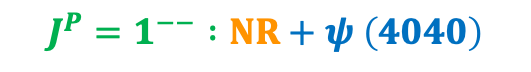 J^P = 1^{--} : NR + ψ (4040)